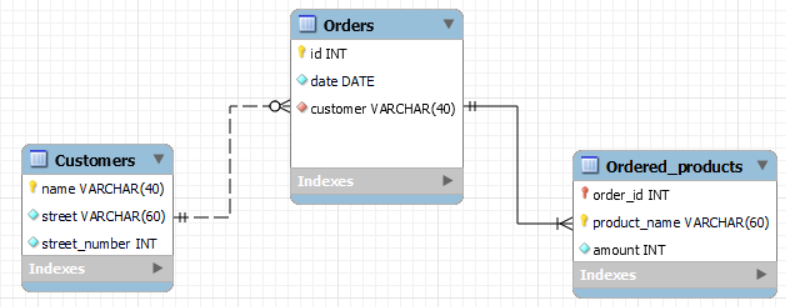 Orders
id INT
date DATE
customer VARCHAR(40)
Indexes
Customers
name VARCHAR(40)
street VARCHAR(60)
street_number INT
Indexes
Ordered_products
order_id INT
product_name VARCHAR(60)
amount INT
Indexes